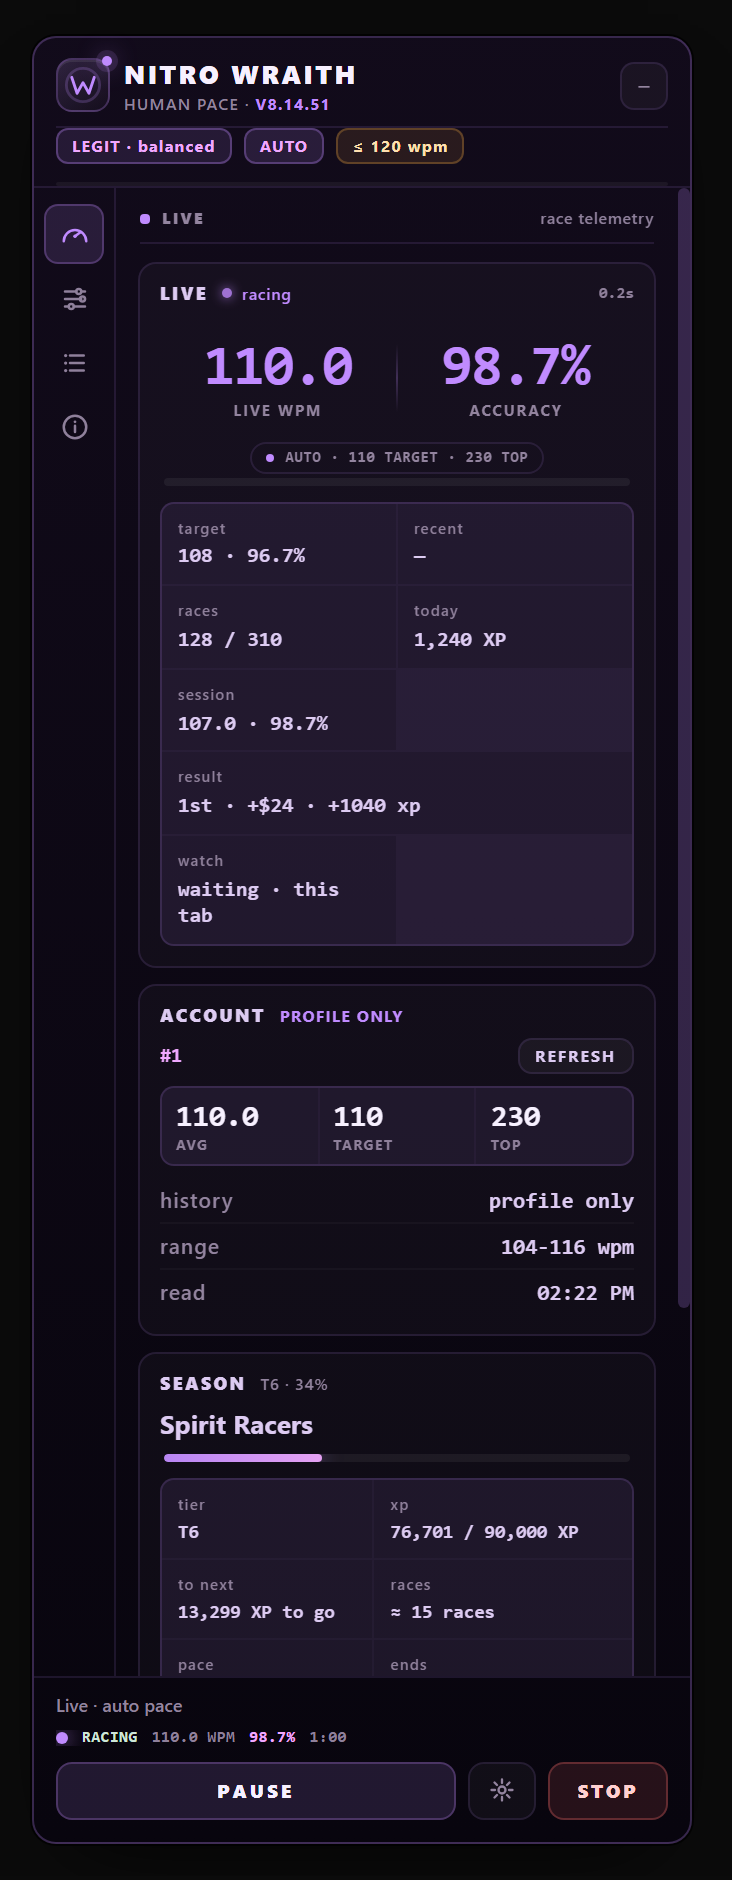 W
NITRO WRAITH
HUMAN PACE · V8.14.51
–
LEGIT · balanced
AUTO
≤ 120 wpm
LIVE
race telemetry
LIVE racing 0.2s
110.0 98.7%
LIVE WPM ACCURACY
AUTO · 110 TARGET · 230 TOP
target recent
108 · 96.7% —
races today
128 / 310 1,240 XP
session
107.0 · 98.7%
result
1st · +$24 · +1040 xp
watch
waiting · this
tab
ACCOUNT PROFILE ONLY
#1 REFRESH
110.0 110 230
AVG TARGET TOP
history profile only
range 104-116 wpm
read 02:22 PM
SEASON T6 · 34%
Spirit Racers
tier xp
T6 76,701 / 90,000 XP
to next races
13,299 XP to go ≈ 15 races
pace ends
Live · auto pace
RACING 110.0 WPM 98.7% 1:00
PAUSE STOP